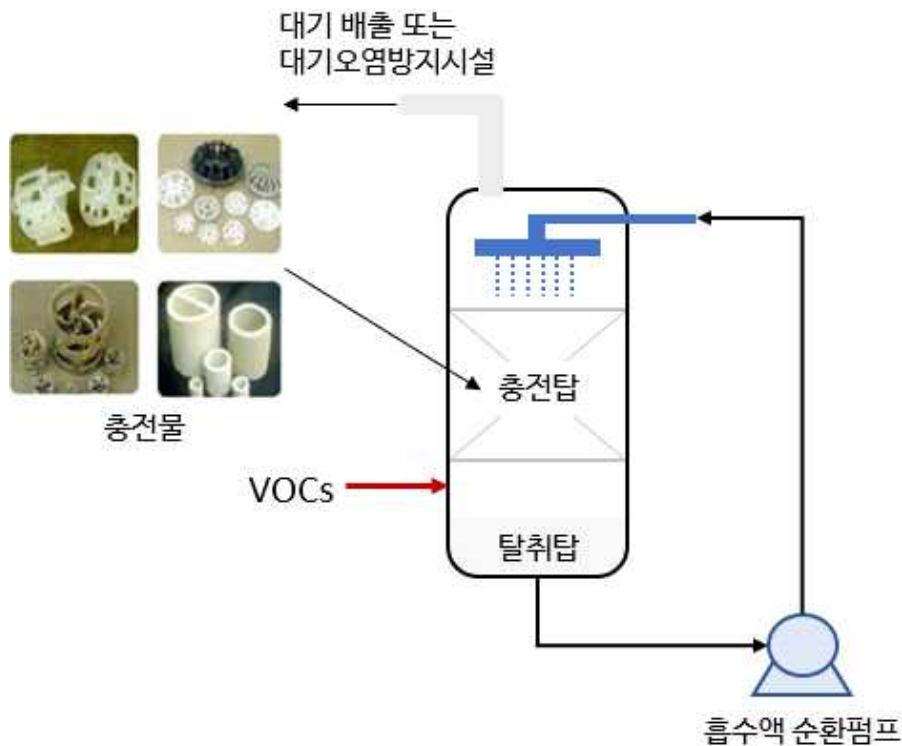 대기 배출 또는
대기오염방지시설
충전물
충전탑
VOCs
탈취탑
흡수액 순환펌프